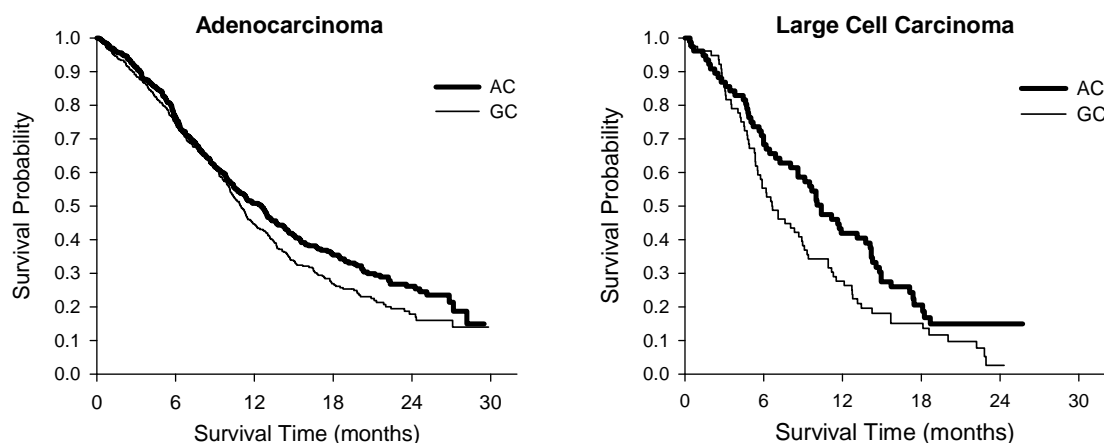 Adenocarcinoma
1.0
0.9
0.8
0.7
0.6
0.5
0.4
0.3
0.2
0.1
0.0
Survival Probability
AC
GC
0 6 12 18 24 30
Survival Time (months)
Large Cell Carcinoma
1.0
0.9
0.8
0.7
0.6
0.5
0.4
0.3
0.2
0.1
0.0
Survival Probability
AC
GC
0 6 12 18 24 30
Survival Time (months)